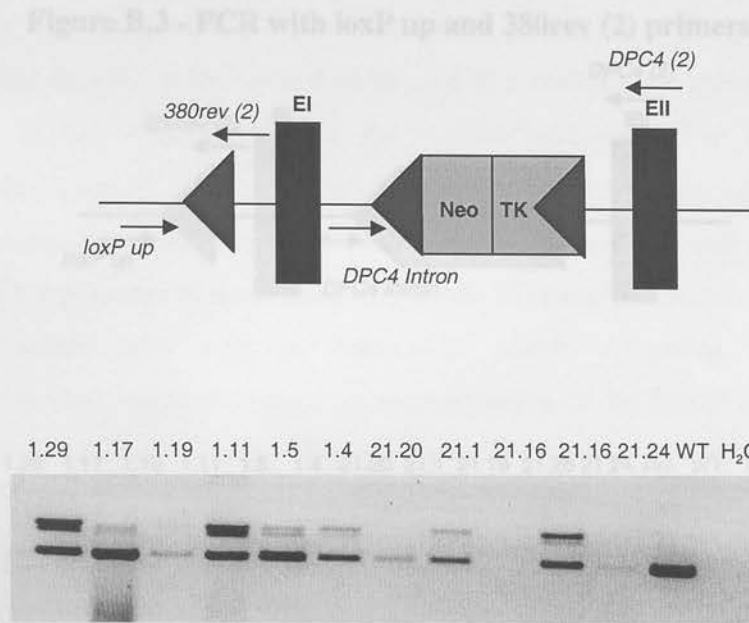 Figure B.3 - PCR with loxP up and 380rev (2) primers
DPC4 (2)
380rev (2)
EI
EII
Neo
TK
loxP up
DPC4 Intron
1.29 1.17 1.19 1.11 1.5 1.4 21.20 21.1 21.16 21.16 21.24 WT H₂O